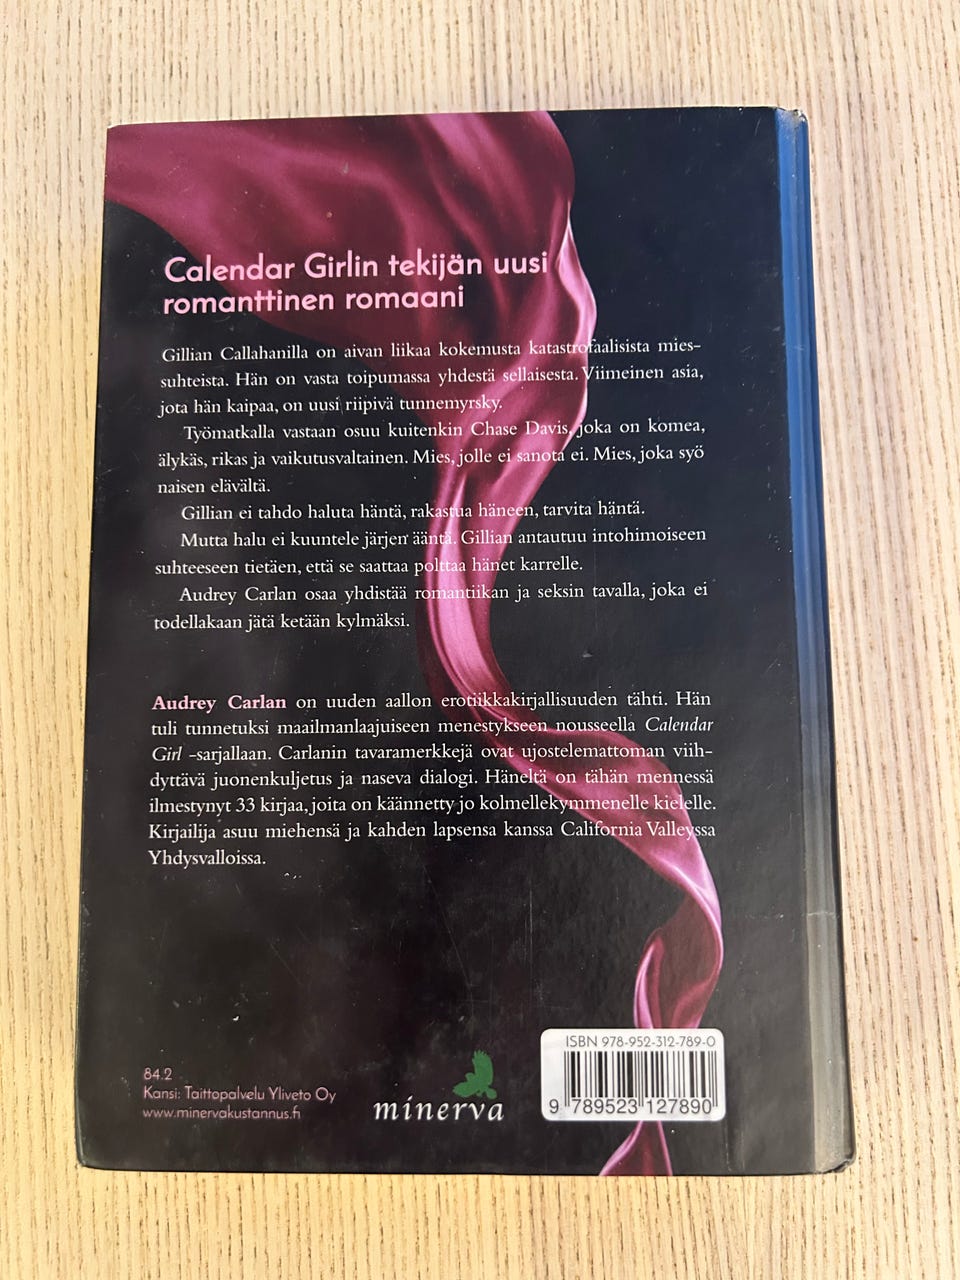 Calendar Girlin tekijän uusi
romanttinen romaani
Gillian Callahanilla on aivan liikaa kokemusta katastrofaalisista mies-
suhteista. Hän on vasta toipumassa yhdestä sellaisesta. Viimeinen asia,
jota hän kaipaa, on uusi riipivä tunnemyrsky.
Työmatkalla vastaan osuu kuitenkin Chase Davis, joka on komea,
älykäs, rikas ja vaikutusvaltainen. Mies, jolle ei sanota ei. Mies, joka syö
naisen elävältä.
Gillian ei tahdo haluta häntä, rakastua häneen, tarvita häntä.
Mutta halu ei kuuntele järjen ääntä. Gillian antautuu intohimoiseen
suhteeseen tietäen, että se saattaa polttaa hänet karrelle.
Audrey Carlan osaa yhdistää romantiikan ja seksin tavalla, joka ei
todellakaan jätä ketään kylmäksi.
Audrey Carlan on uuden aallon erotiikkakirjallisuuden tähti. Hän
tuli tunnetuksi maailmanlaajuiseen menestykseen nousseella Calendar
Girl -sarjallaan. Carlanin tavaramerkkejä ovat ujostelemattoman viih-
dyttävä juonenkuljetus ja naseva dialogi. Häneltä on tähän mennessä
ilmestynyt 33 kirjaa, joita on käännetty jo kolmellekymmenelle kielelle.
Kirjailija asuu miehensä ja kahden lapsensa kanssa California Valleyssa
Yhdysvalloissa.
84.2
Kansi: Taittopalvelu Yliveto Oy
www.minervakustannus.fi
minerva
ISBN 978-952-312-789-0
9 789523 127890